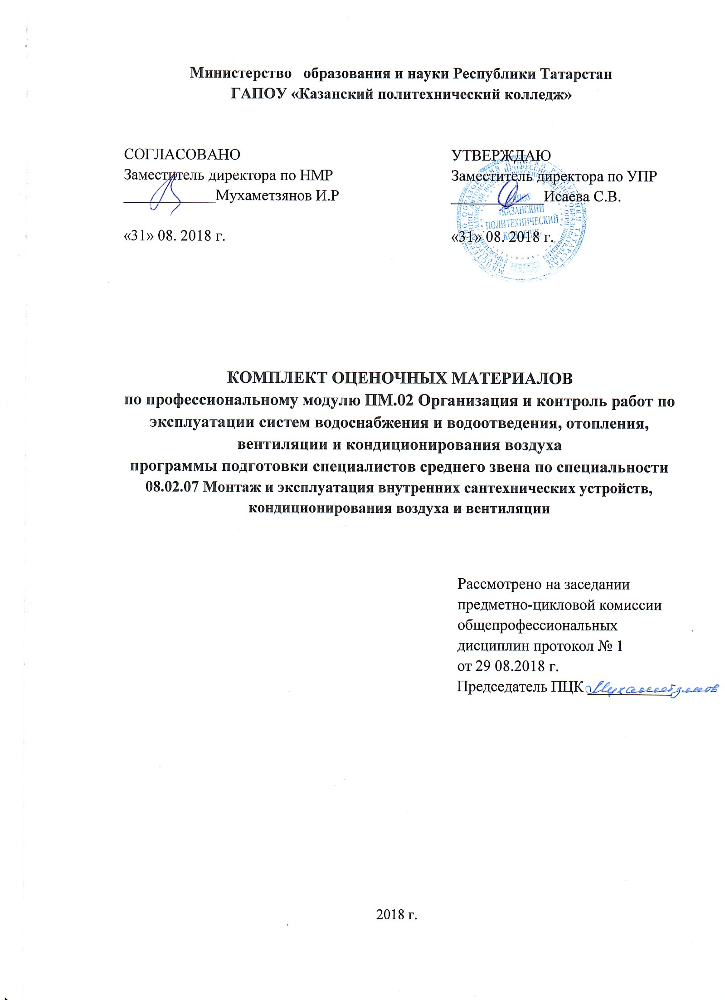 Министерство образования и науки Республики Татарстан
ГАПОУ «Казанский политехнический колледж»
СОГЛАСОВАНО
Заместитель директора по НМР
____________Мухаметзянов И.Р
«31» 08. 2018 г.
УТВЕРЖДАЮ
Заместитель директора по УПР
____________Исаева С.В.
«31» 08. 2018 г.
ГАПОУ
«КАЗАНСКИЙ
ПОЛИТЕХНИЧЕСКИЙ
КОЛЛЕДЖ»
КОМПЛЕКТ ОЦЕНОЧНЫХ МАТЕРИАЛОВ
по профессиональному модулю ПМ.02 Организация и контроль работ по
эксплуатации систем водоснабжения и водоотведения, отопления,
вентиляции и кондиционирования воздуха
программы подготовки специалистов среднего звена по специальности
08.02.07 Монтаж и эксплуатация внутренних сантехнических устройств,
кондиционирования воздуха и вентиляции
Рассмотрено на заседании
предметно-цикловой комиссии
общепрофессиональных
дисциплин протокол № 1
от 29 08.2018 г.
Председатель ПЦК Мухаметзянов
2018 г.